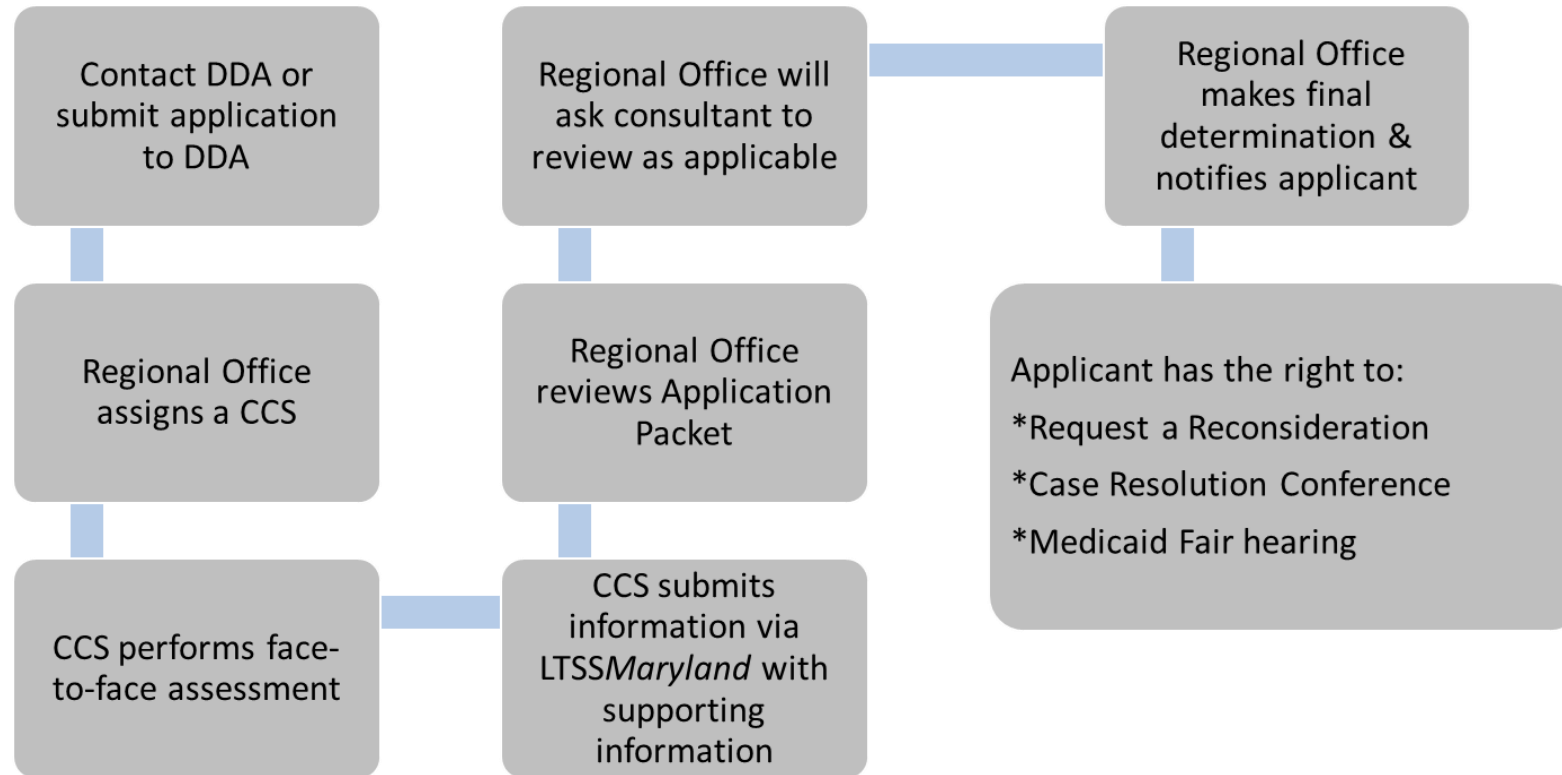 Contact DDA or
submit application
to DDA
Regional Office
assigns a CCS
CCS performs face-
to-face assessment
CCS submits
information via
LTSSMaryland with
supporting
information
Regional Office
reviews Application
Packet
Regional Office will
ask consultant to
review as applicable
Regional Office
makes final
determination &
notifies applicant
Applicant has the right to:
*Request a Reconsideration
*Case Resolution Conference
*Medicaid Fair hearing